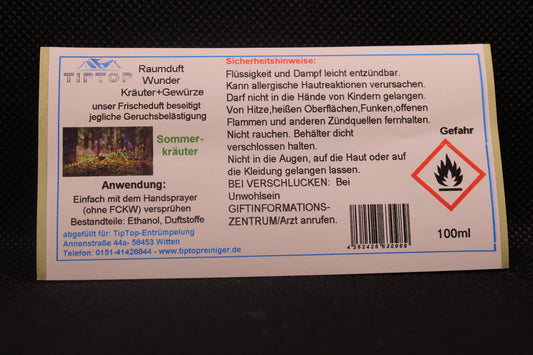 TIPTOP
Raumduft
Wunder
Kräuter+Gewürze
unser Frischeduft beseitigt
jegliche Geruchsbelästigung
Sommer-
kräuter
Anwendung:
Einfach mit dem Handsprayer
(ohne FCKW) versprühen
Bestandteile: Ethanol, Duftstoffe
abgefüllt für: TipTop-Entrümpelung
Annenstraße 44a- 58453 Witten
Telefon: 0151-41428844 - www.tiptopreiniger.de
Sicherheitshinweise:
Flüssigkeit und Dampf leicht entzündbar.
Kann allergische Hautreaktionen verursachen.
Darf nicht in die Hände von Kindern gelangen.
Von Hitze,heißen Oberflächen,Funken,offenen
Flammen und anderen Zündquellen fernhalten.
Nicht rauchen. Behälter dicht
verschlossen halten.
Nicht in die Augen, auf die Haut oder auf
die Kleidung gelangen lassen.
BEI VERSCHLUCKEN: Bei
Unwohlsein
GIFTINFORMATIONS-
ZENTRUM/Arzt anrufen.
4262426630989
Gefahr
100ml